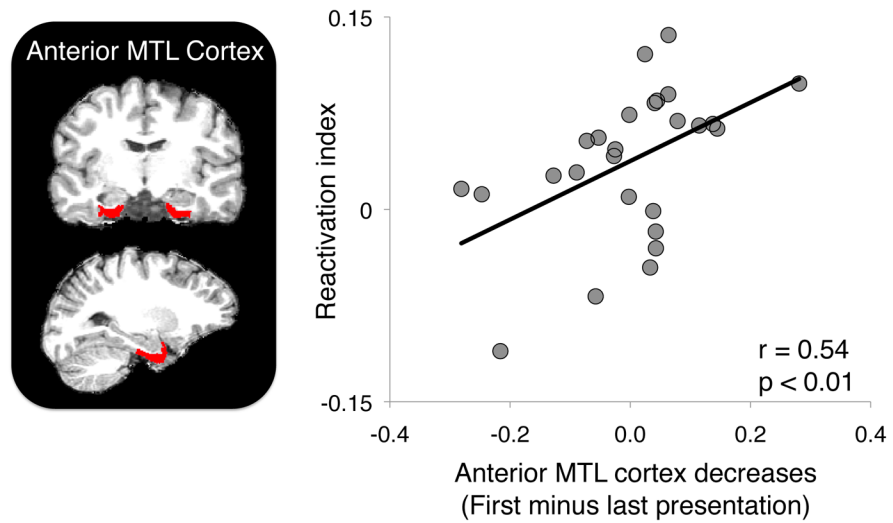 Anterior MTL Cortex
Reactivation index
0.15
0
-0.15
-0.4
-0.2
0.0
0.2
0.4
r = 0.54
p < 0.01
Anterior MTL cortex decreases
(First minus last presentation)